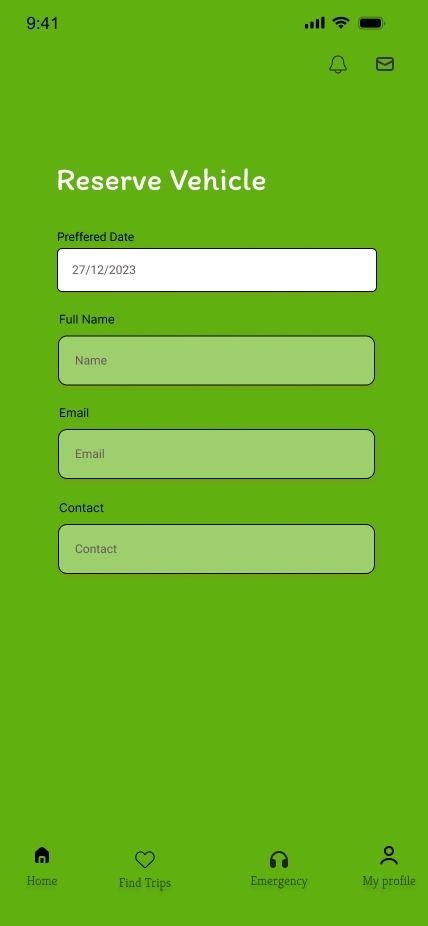 9:41
Reserve Vehicle
Preffered Date
27/12/2023
Full Name
Name
Email
Email
Contact
Contact
Home Find Trips Emergency My profile